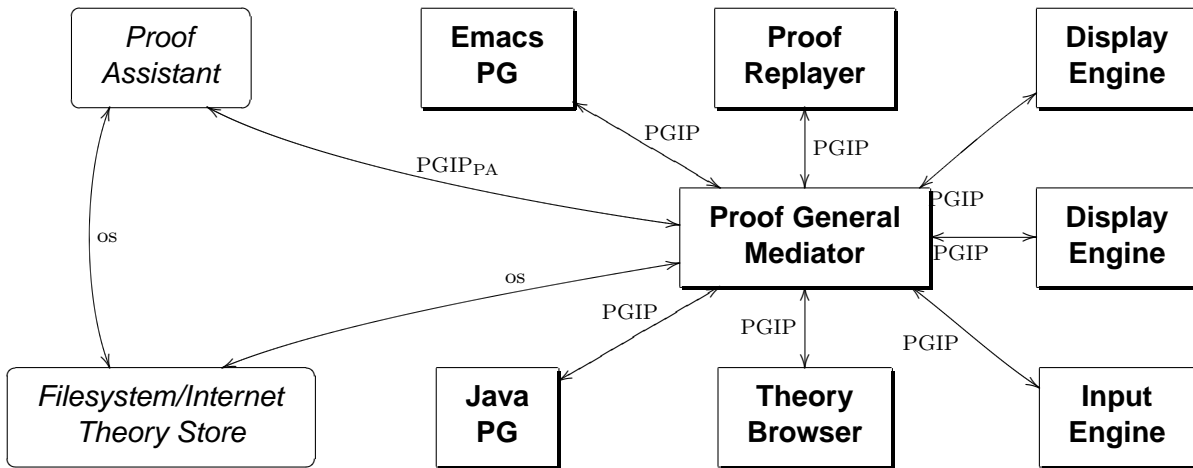 Proof
Assistant
Emacs
PG
Proof
Replayer
Display
Engine
PGIP
PGIP
PGIP_PA
PGIP
Proof General
Mediator
Display
Engine
os
PGIP
os
PGIP
PGIP
PGIP
Filesystem/Internet
Theory Store
Java
PG
Theory
Browser
Input
Engine